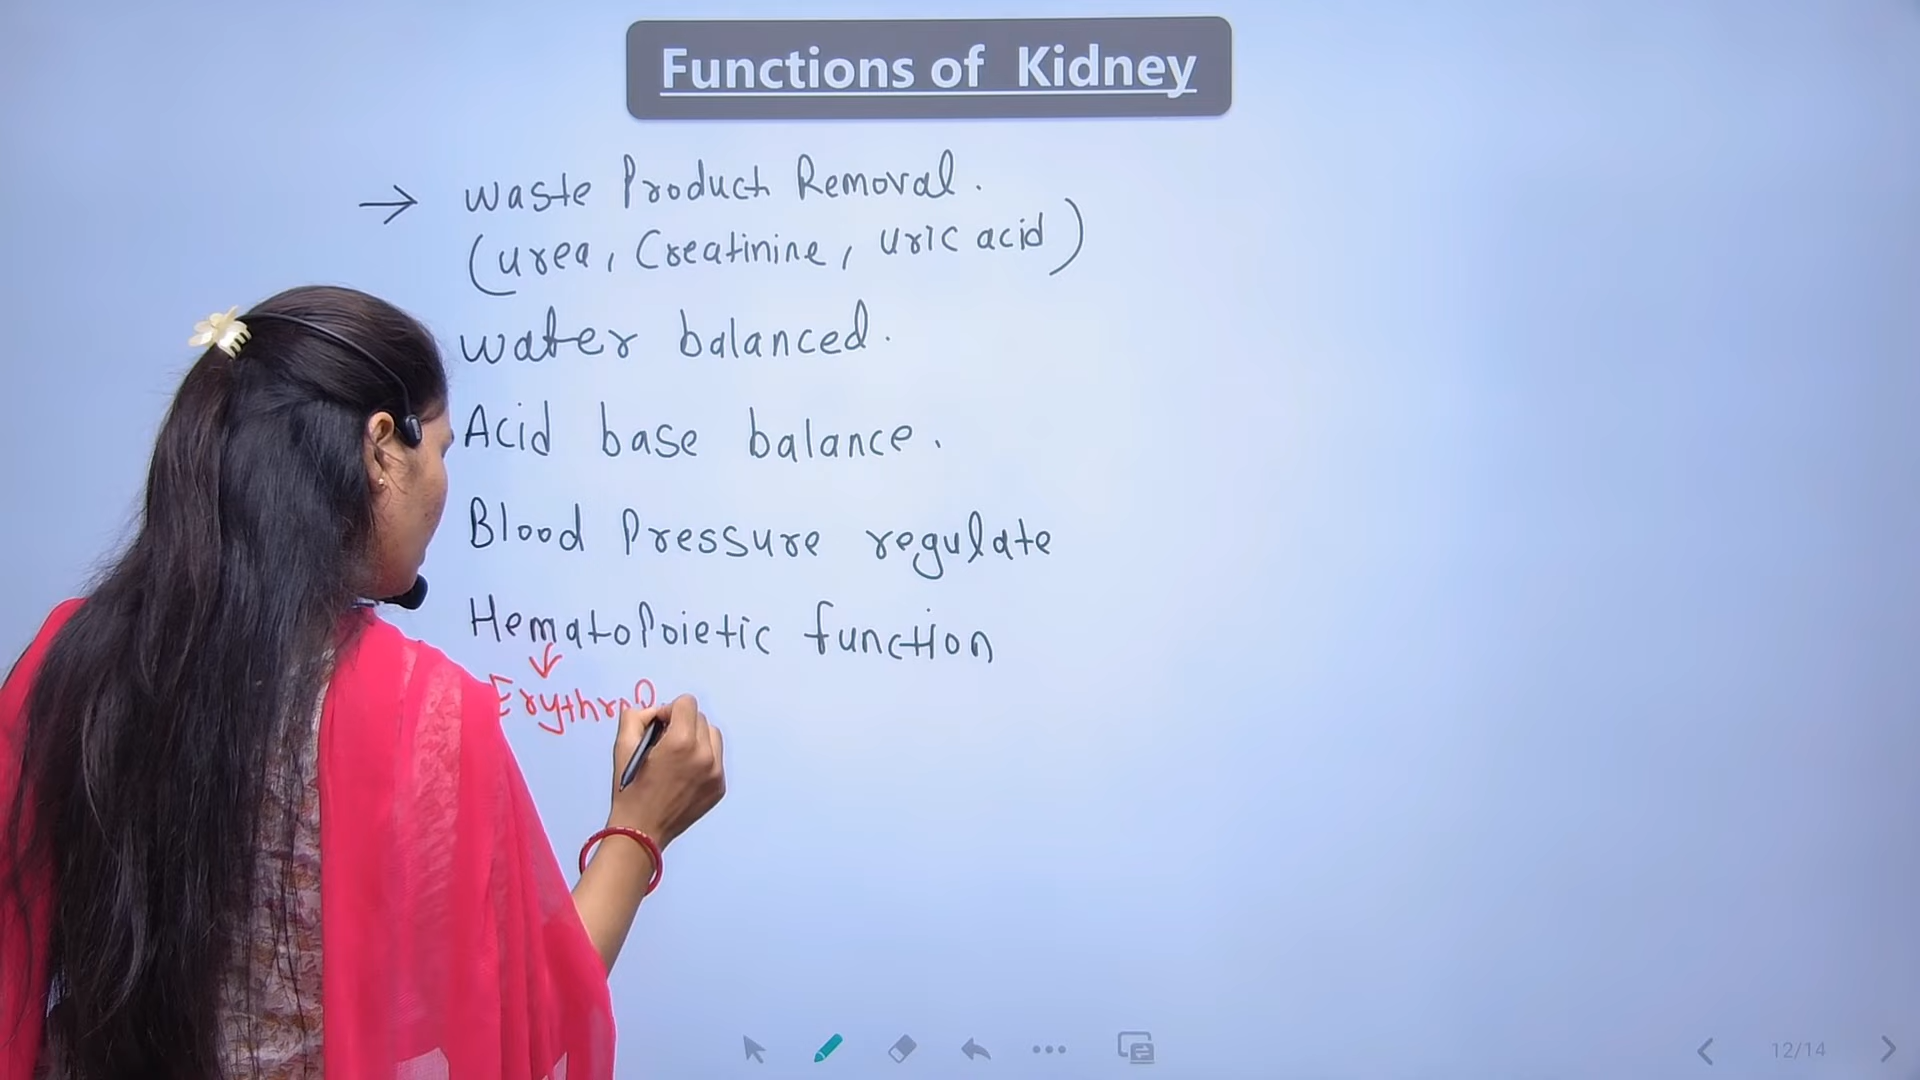 Functions of Kidney
→ Waste Product Removal.
(urea, Creatinine, uric acid)
water balanced.
Acid base balance.
Blood Pressure regulate
Hematopoietic function
12/14